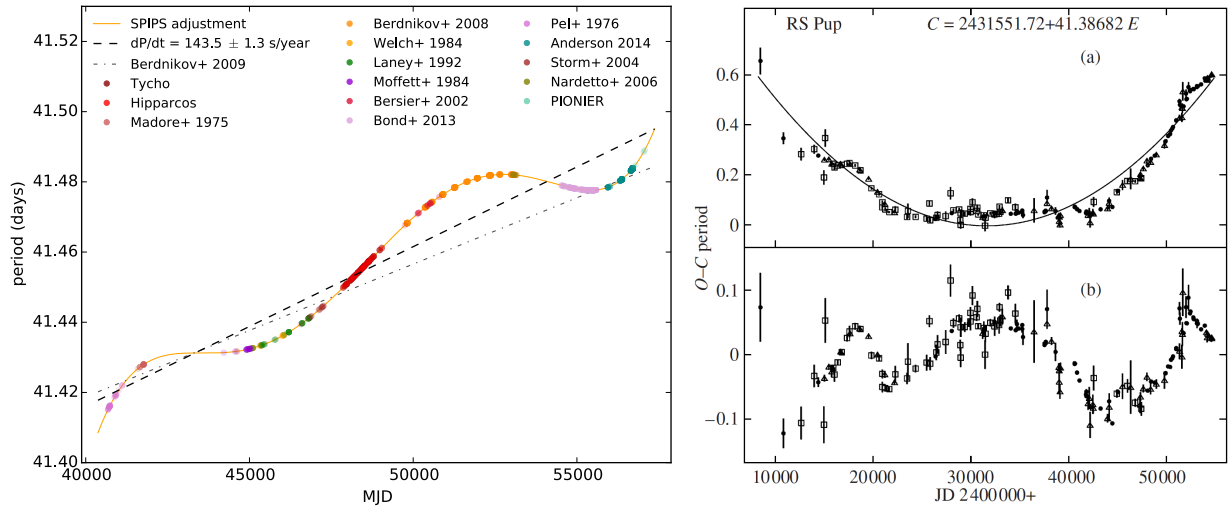 SPIPS adjustment
dP/dt = 143.5 ± 1.3 s/year
Berdnikov+ 2009
Tycho
Hipparcos
Madore+ 1975
Berdnikov+ 2008
Welch+ 1984
Laney+ 1992
Moffett+ 1984
Bersier+ 2002
Bond+ 2013
Pel+ 1976
Anderson 2014
Storm+ 2004
Nardetto+ 2006
PIONIER
41.52
41.50
41.48
41.46
41.44
41.42
41.40
period (days)
40000 45000 50000 55000
MJD
RS Pup C = 2431551.72+41.38682 E
(a)
0.6
0.4
0.2
0
O–C period
(b)
0.1
0
−0.1
10000 20000 30000 40000 50000
JD 2400000+